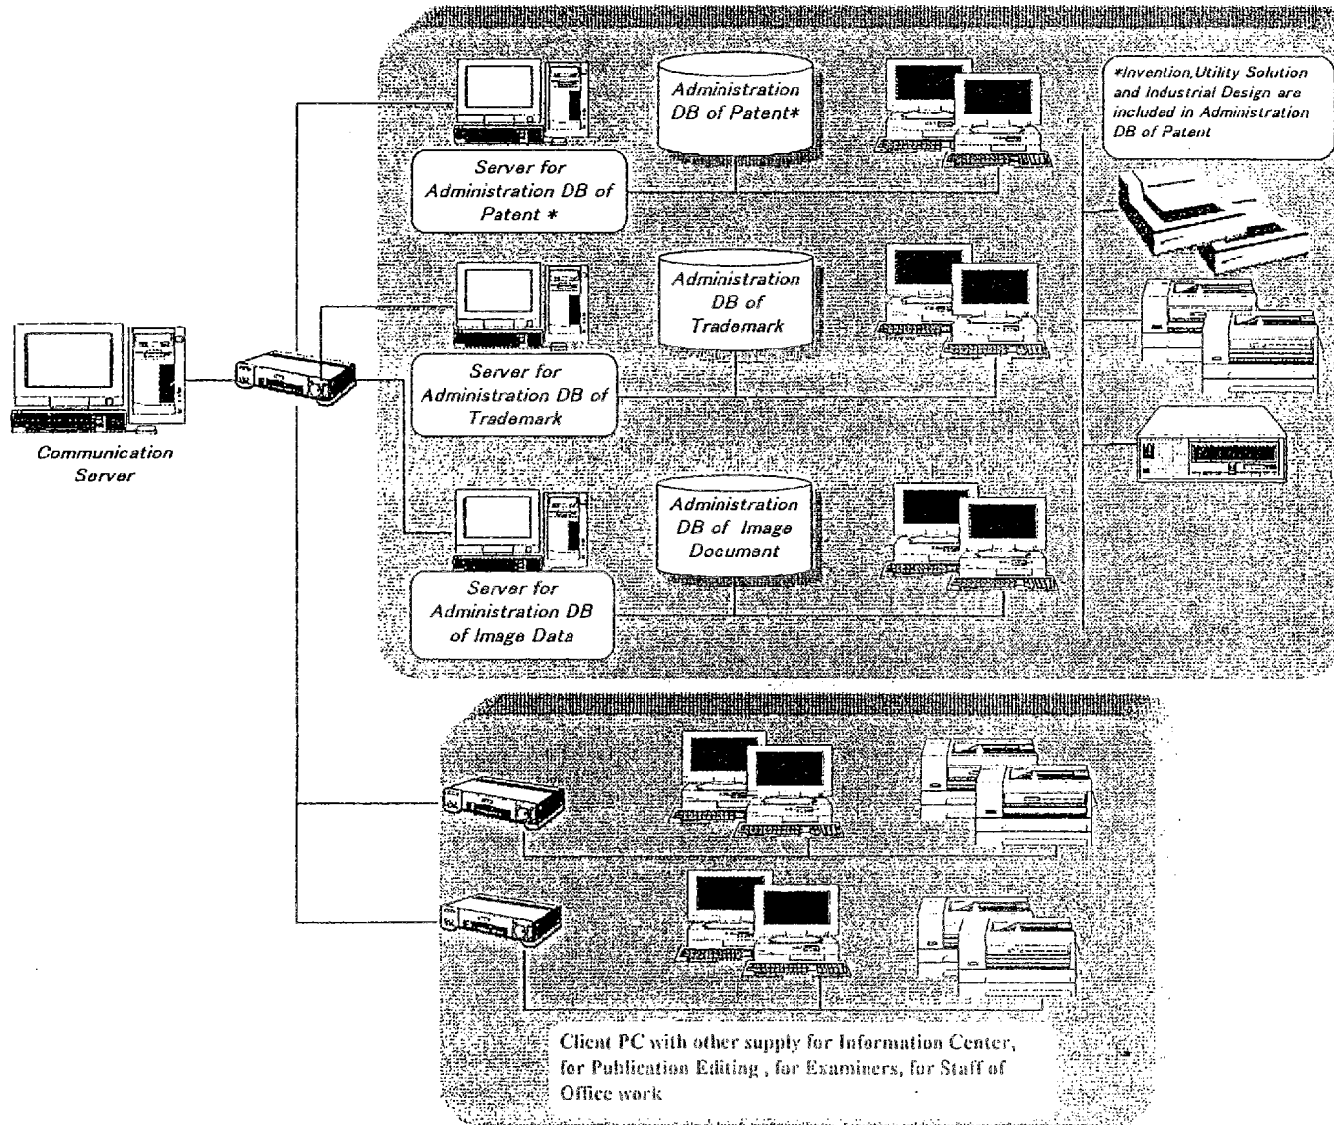 Administration
DB of Patent*
*Invention,Utility Solution
and Industrial Design are
included in Administration
DB of Patent
Server for
Administration DB of
Patent *
Administration
DB of
Trademark
Server for
Administration DB of
Trademark
Communication
Server
Administration
DB of Image
Document
Server for
Administration DB
of Image Data
Client PC with other supply for Information Center,
for Publication Editing , for Examiners, for Staff of
Office work